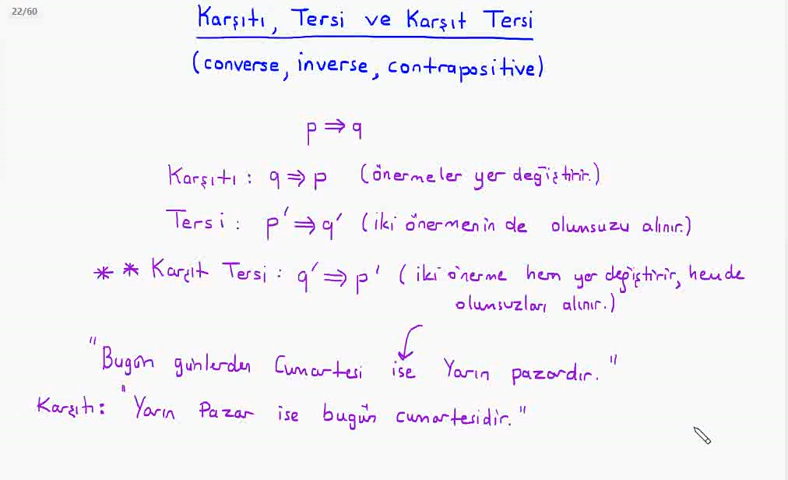 22/60
Karşıtı, Tersi ve Karşıt Tersi
(converse, inverse, contrapositive)
p ⇒ q
Karşıtı : q ⇒ p (önermeler yer değiştirir.)
Tersi : p' ⇒ q' (iki önermenin de olumsuzu alınır.)
* * Karşıt Tersi : q' ⇒ p' (iki önerme hem yer değiştirir, hemde
olumsuzları alınır.)
"Bugün günlerden Cumartesi ise Yarın pazardır."
Karşıtı: "Yarın Pazar ise bugün cumartesidir."